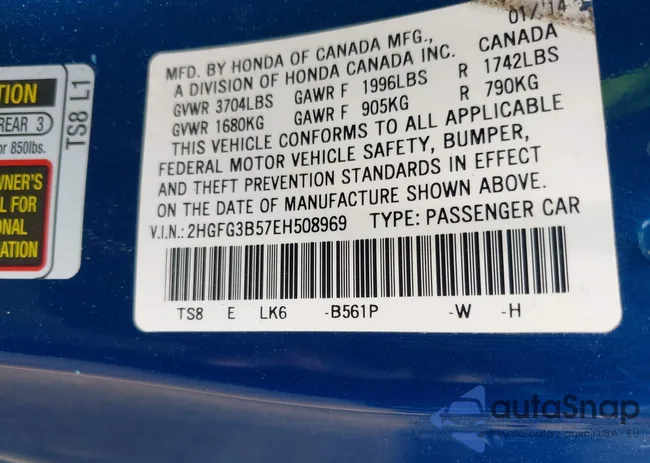 01/'14
MFD. BY HONDA OF CANADA MFG., CANADA
A DIVISION OF HONDA CANADA INC.
GVWR 3704LBS GAWR F 1996LBS R 1742LBS
GVWR 1680KG GAWR F 905KG R 790KG
THIS VEHICLE CONFORMS TO ALL APPLICABLE
FEDERAL MOTOR VEHICLE SAFETY, BUMPER,
AND THEFT PREVENTION STANDARDS IN EFFECT
ON THE DATE OF MANUFACTURE SHOWN ABOVE.
V.I.N.: 2HGFG3B57EH508969 TYPE: PASSENGER CAR
TS8 E LK6 -B561P -W -H
TION
REAR 3
or 850lbs.
WNER'S
L FOR
ONAL
ATION
TS8 L1
autoSnap